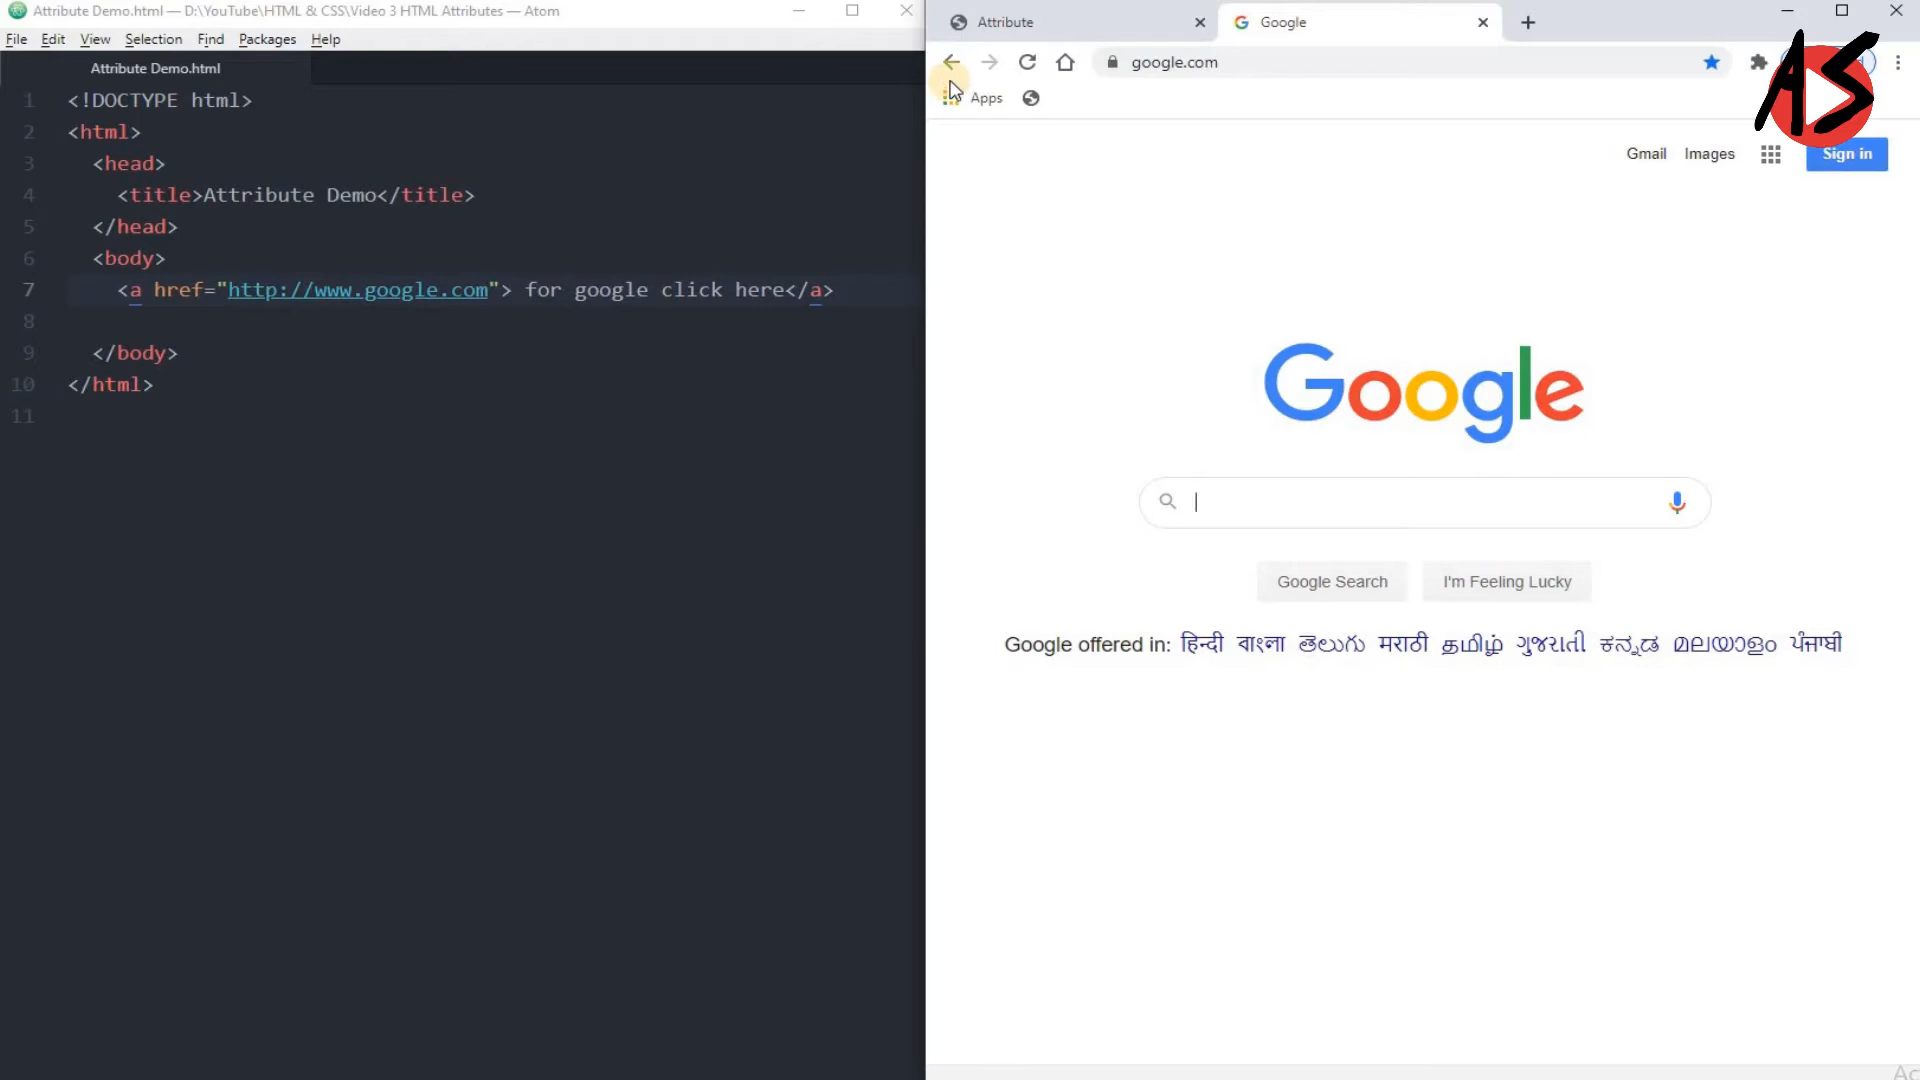 Attribute Demo.html — D:\YouTube\HTML & CSS\Video 3 HTML Attributes — Atom
File Edit View Selection Find Packages Help
Attribute Demo.html
1 <!DOCTYPE html>
2 <html>
3 <head>
4 <title>Attribute Demo</title>
5 </head>
6 <body>
7 <a href="http://www.google.com"> for google click here</a>
8
9 </body>
10 </html>
11
Attribute Google
google.com
Apps
AS
Gmail Images Sign in
Google
Google Search I'm Feeling Lucky
Google offered in: हिन्दी বাংলা తెలుగు मराठी தமிழ் ગુજરાતી ಕನ್ನಡ മലയാളം ਪੰਜਾਬੀ